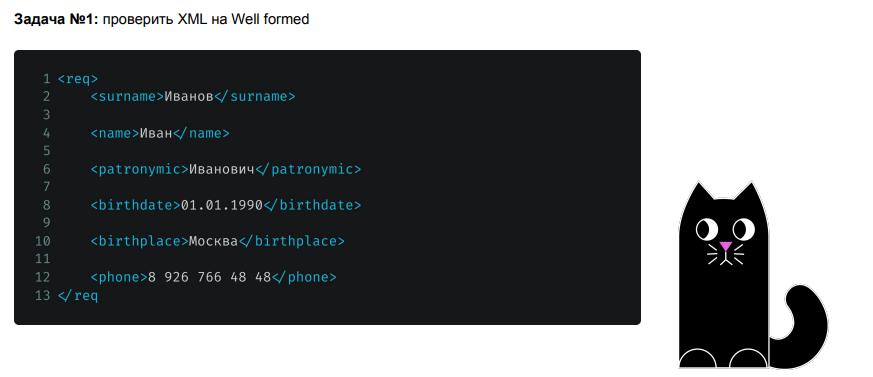 Задача №1: проверить XML на Well formed
1 <req>
2 <surname>Иванов</surname>
3
4 <name>Иван</name>
5
6 <patronymic>Иванович</patronymic>
7
8 <birthdate>01.01.1990</birthdate>
9
10 <birthplace>Москва</birthplace>
11
12 <phone>8 926 766 48 48</phone>
13 </req